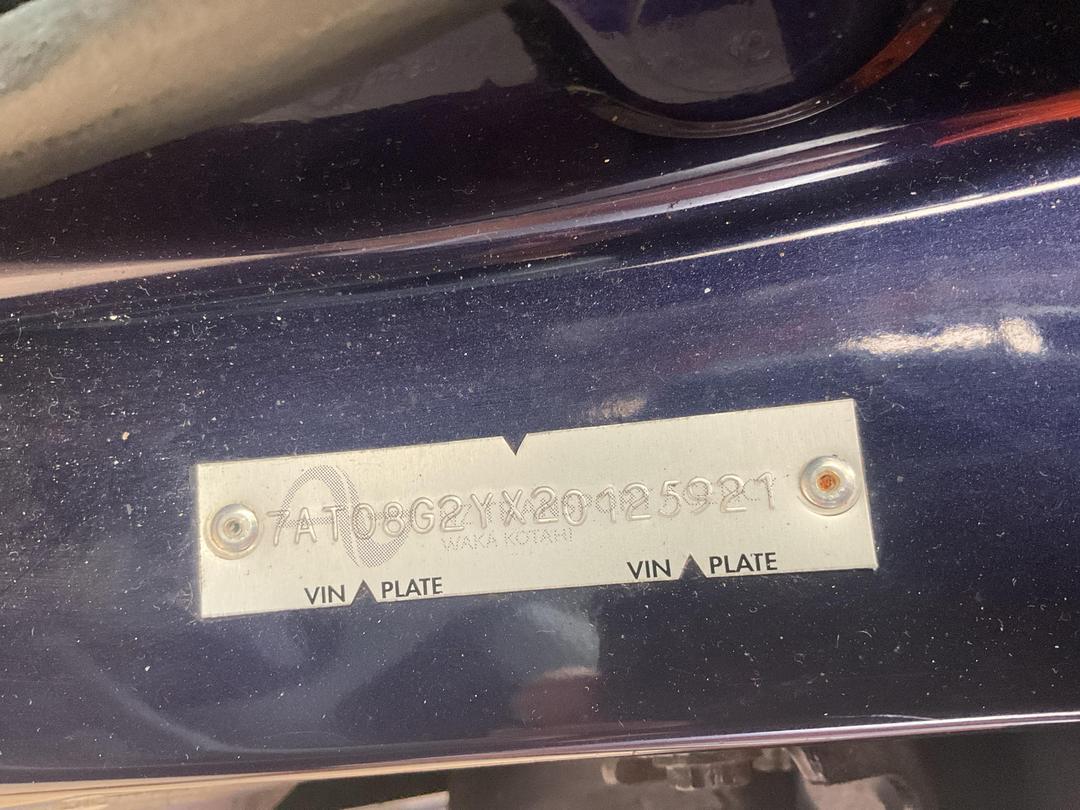 7AT08G2YX20125921
WAKA KOTAHI
VIN PLATE VIN PLATE